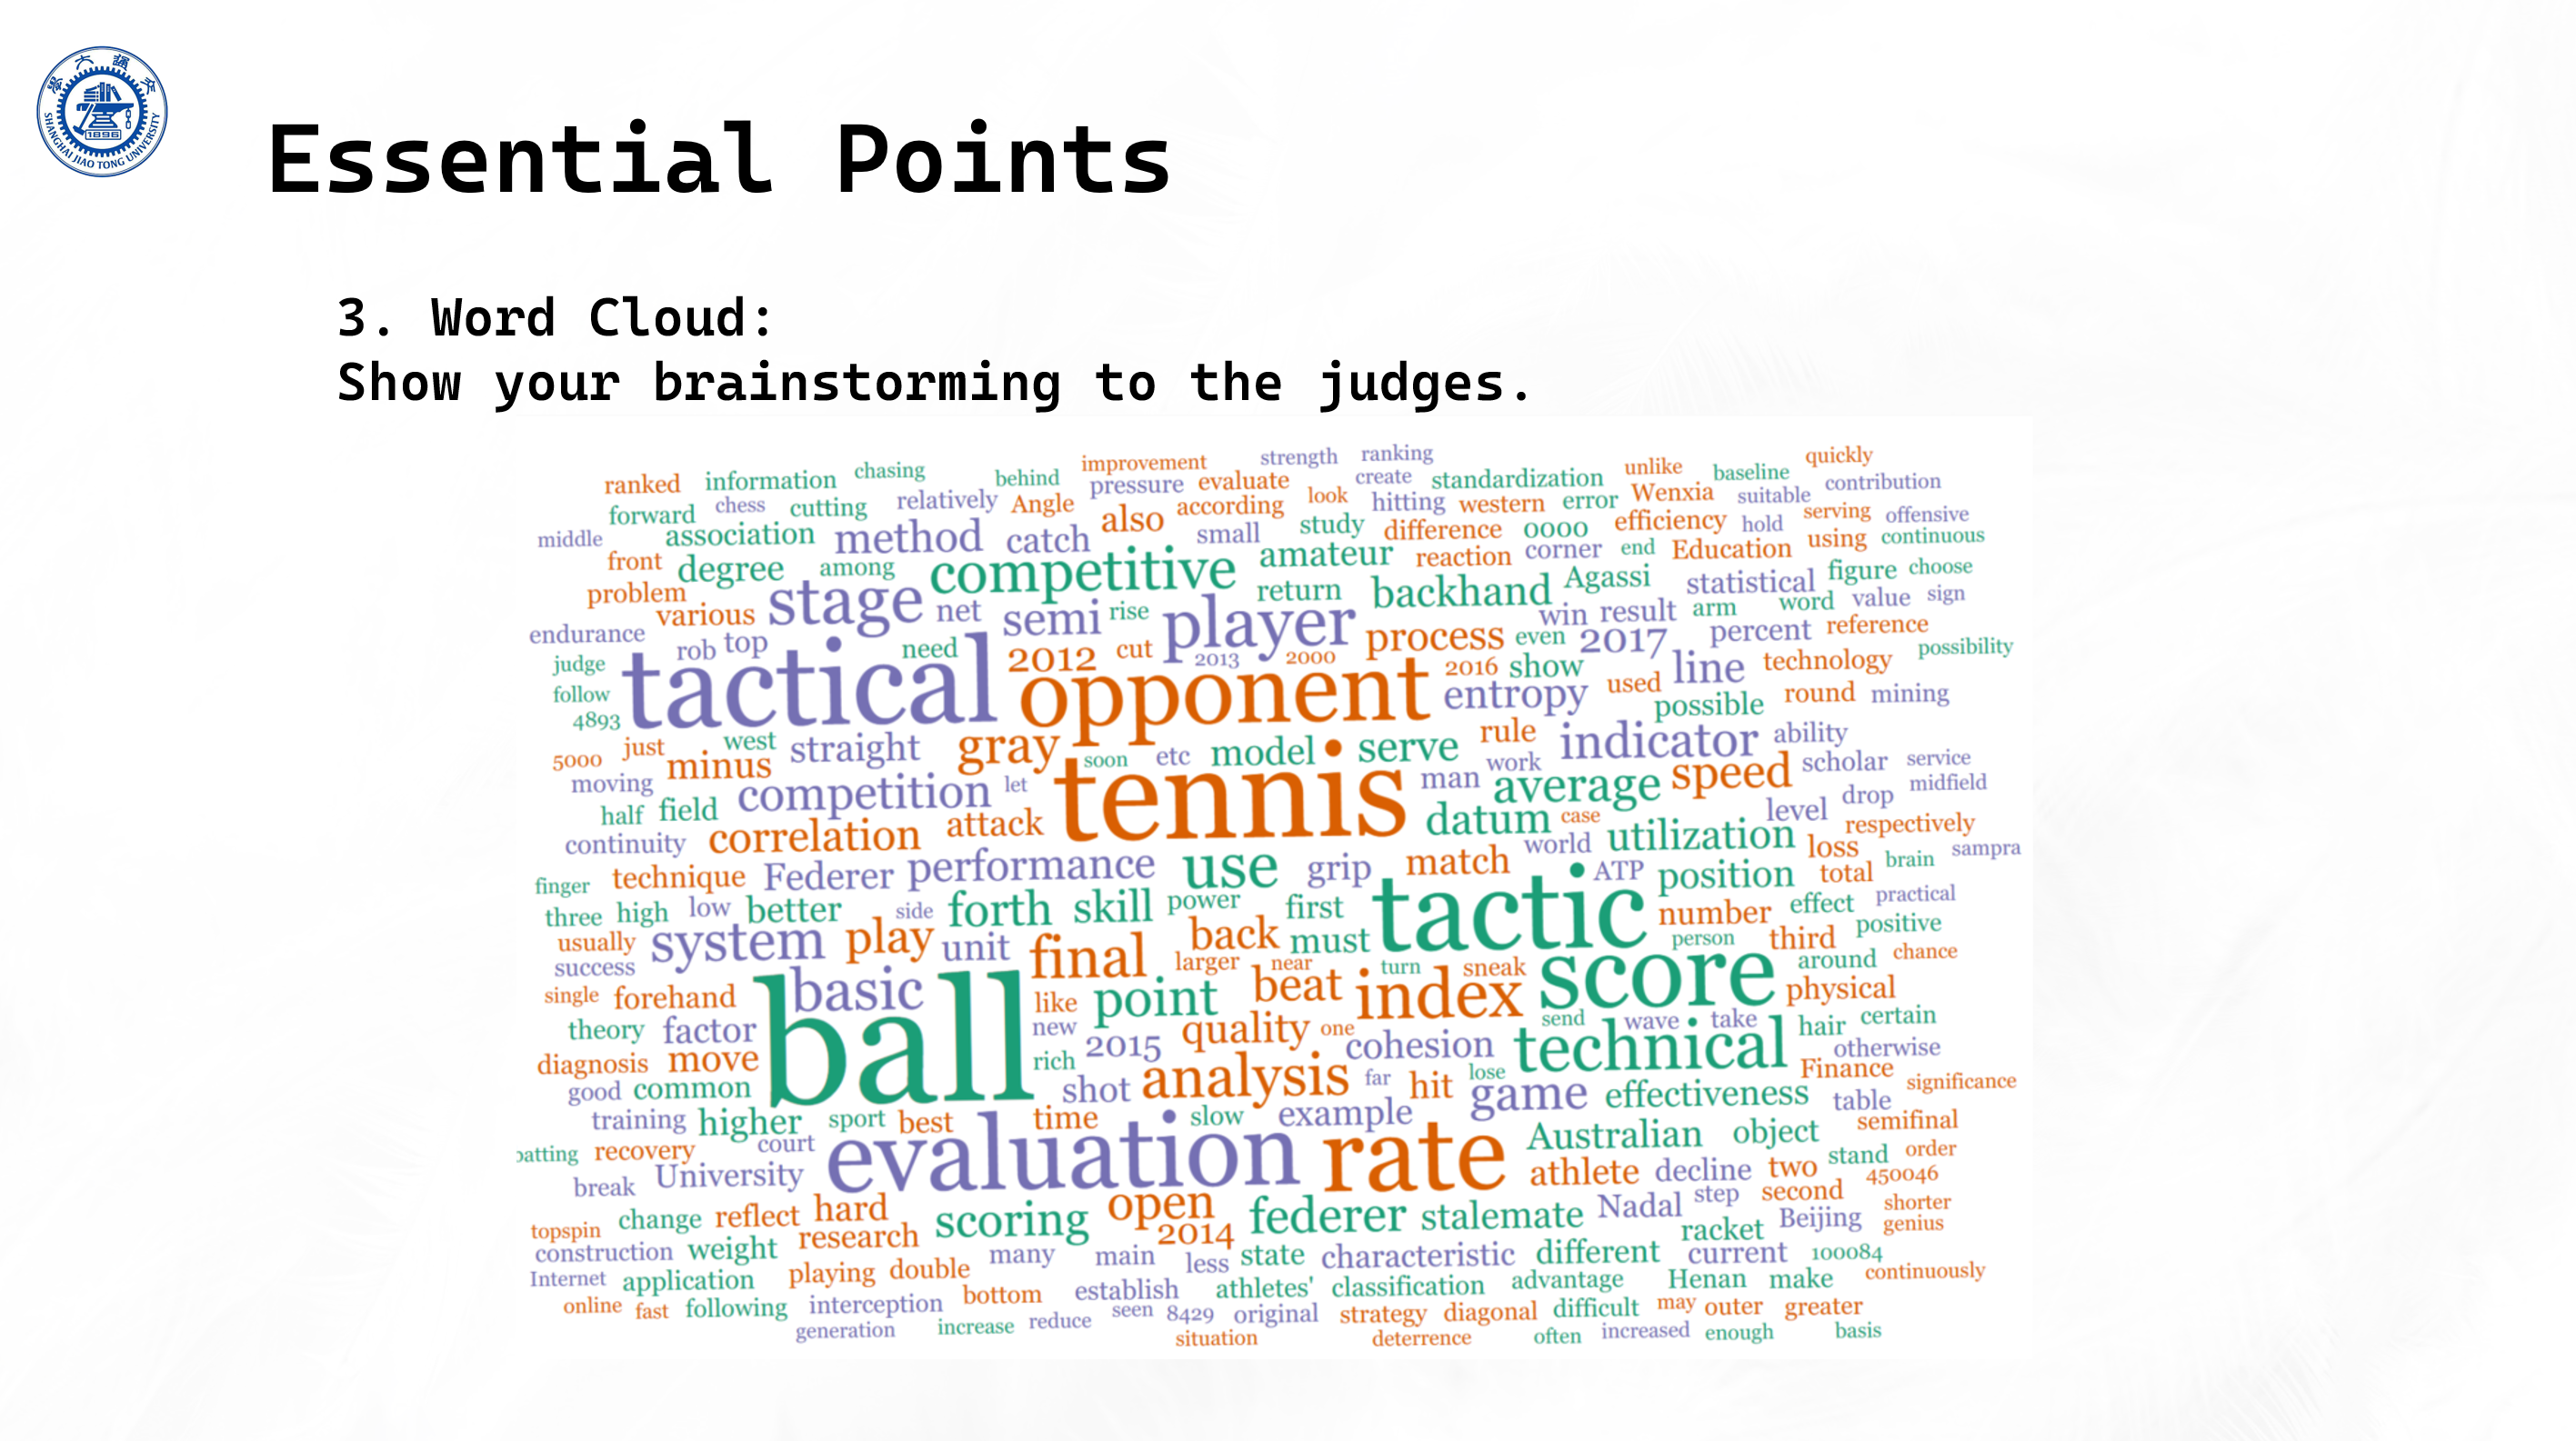 學大通交
SHANGHAI JIAO TONG UNIVERSITY
1896
Essential Points
3. Word Cloud:
Show your brainstorming to the judges.
improvement strength ranking quickly
ranked information chasing behind pressure evaluate create standardization unlike baseline
forward chess cutting relatively Angle according look hitting western error Wenxia suitable contribution
middle association method catch also small study difference 0000 efficiency hold serving offensive
front degree among competitive amateur reaction corner end Education using continuous
problem various stage net semi rise player return backhand Agassi statistical figure choose
endurance rob top need 2012 cut 2013 2000 process even win result arm word value sign
judge tactical opponent 2016 show 2017 line percent reference technology possibility
follow entropy used possible round mining
4893 west straight gray soon etc model serve rule indicator ability
5000 just minus tennis man work average speed scholar service
moving competition let drop midfield
half field attack datum case level
continuity correlation world utilization loss respectively
finger technique Federer performance use grip match ATP position total brain sampra
three high low better side forth skill power first tactic number effect practical
usually system play unit final back must person third positive
success larger near turn sneak score around chance
single forehand basic like point beat index physical
theory factor ball new 2015 quality one send wave take hair certain
diagnosis move rich cohesion technical otherwise
good common shot analysis far hit lose game effectiveness Finance significance
training higher sport best time slow example table
recovery court evaluation rate Australian object semifinal
break University athlete decline two stand order
450046
topspin change reflect hard scoring open federer stalemate Nadal step second shorter
construction weight research 2014 racket Beijing genius
Internet application playing double many main less state characteristic different current 100084
online fast following interception bottom establish athletes' classification advantage Henan make continuously
generation increase reduce seen 8429 original strategy diagonal difficult may outer greater
situation deterrence often increased enough basis